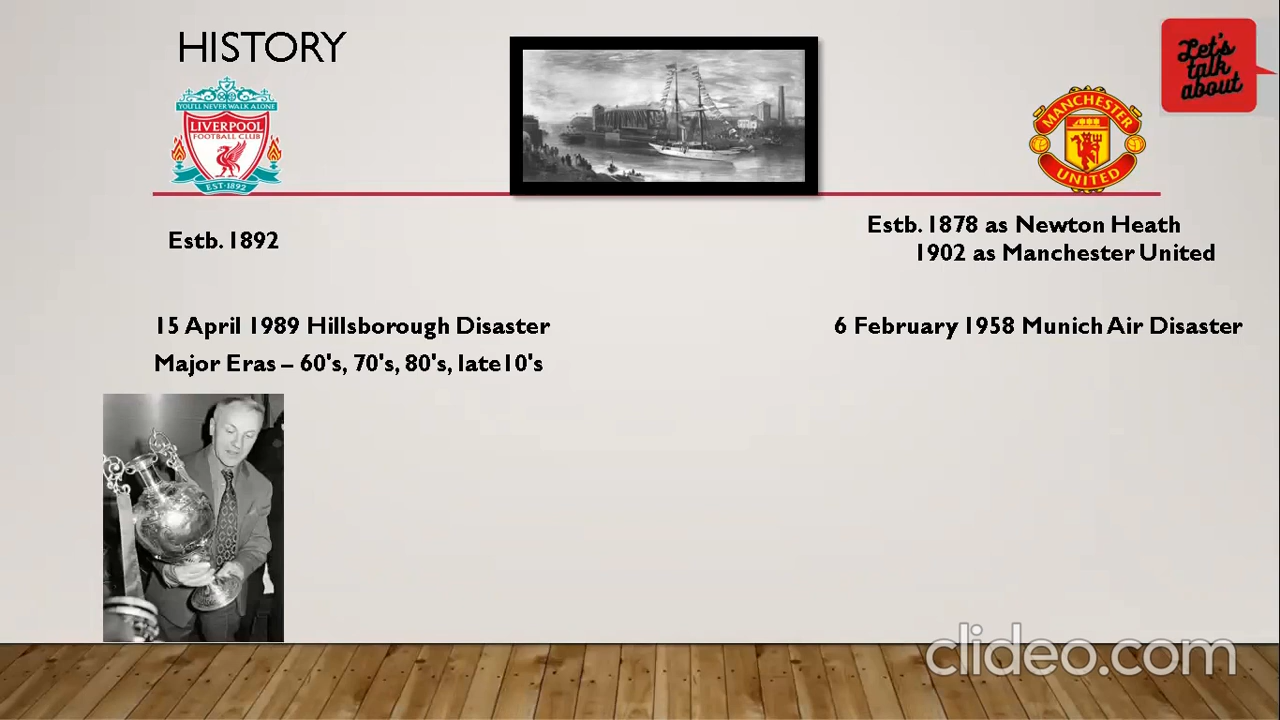 HISTORY
Let's
talk
about
YOU'LL NEVER WALK ALONE
LIVERPOOL
FOOTBALL CLUB
EST·1892
MANCHESTER
UNITED
Estb. 1892
Estb. 1878 as Newton Heath
1902 as Manchester United
15 April 1989 Hillsborough Disaster
6 February 1958 Munich Air Disaster
Major Eras – 60's, 70's, 80's, late10's
clideo.com